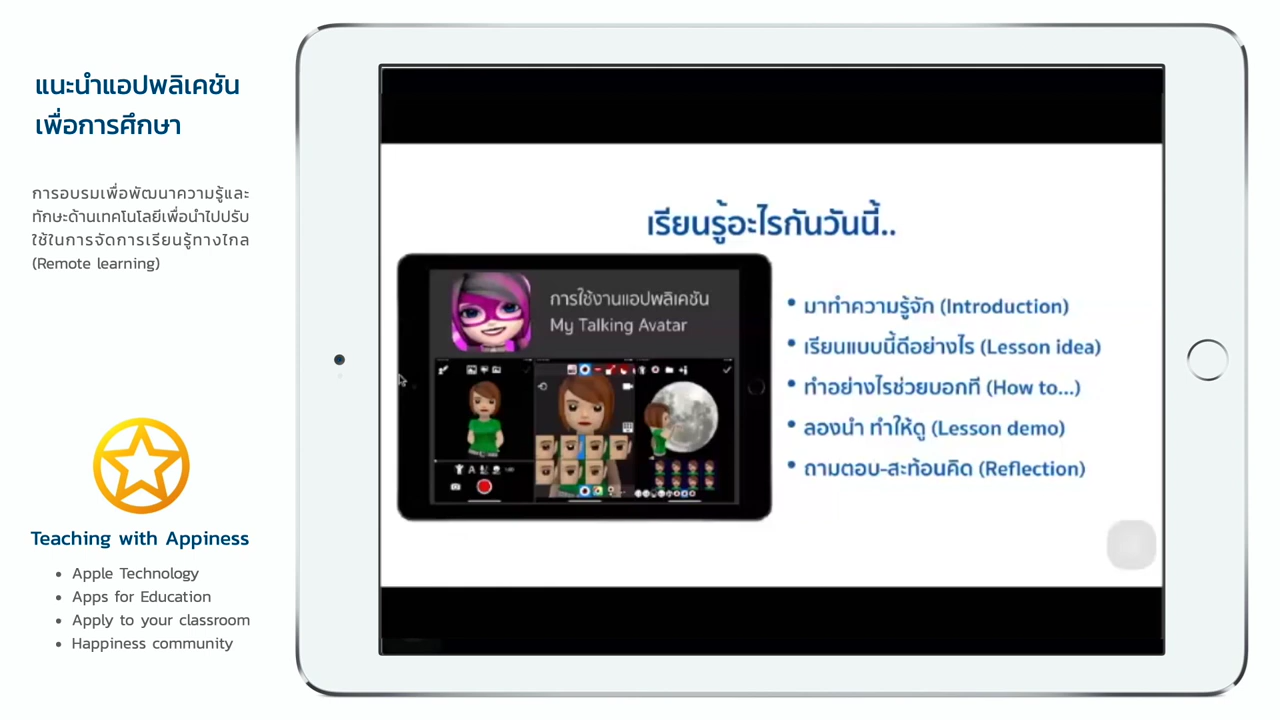 แนะนำแอปพลิเคชัน
เพื่อการศึกษา
การอบรมเพื่อพัฒนาความรู้และ
ทักษะด้านเทคโนโลยีเพื่อนำไปปรับ
ใช้ในการจัดการเรียนรู้ทางไกล
(Remote learning)
Teaching with Appiness
• Apple Technology
• Apps for Education
• Apply to your classroom
• Happiness community
เรียนรู้อะไรกันวันนี้..
การใช้งานแอปพลิเคชัน
My Talking Avatar
• มาทำความรู้จัก (Introduction)
• เรียนแบบนี้ดีอย่างไร (Lesson idea)
• ทำอย่างไรช่วยบอกที (How to...)
• ลองนำ ทำให้ดู (Lesson demo)
• ถามตอบ-สะท้อนคิด (Reflection)